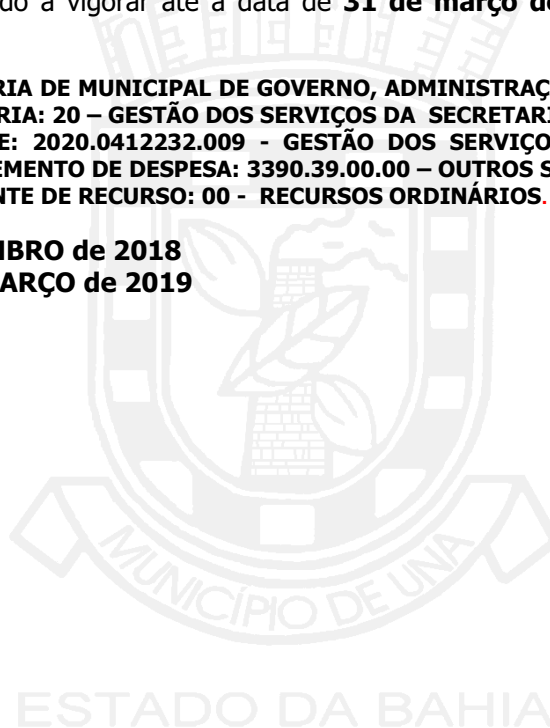 do a vigorar até a data de 31 de março de
RIA DE MUNICIPAL DE GOVERNO, ADMINISTRAÇ
RIA: 20 – GESTÃO DOS SERVIÇOS DA SECRETARI
E: 2020.0412232.009 - GESTÃO DOS SERVIÇO
EMENTO DE DESPESA: 3390.39.00.00 – OUTROS S
NTE DE RECURSO: 00 - RECURSOS ORDINÁRIOS.
MBRO de 2018
ARÇO de 2019
MUNICÍPIO DE UNA
ESTADO DA BAHIA